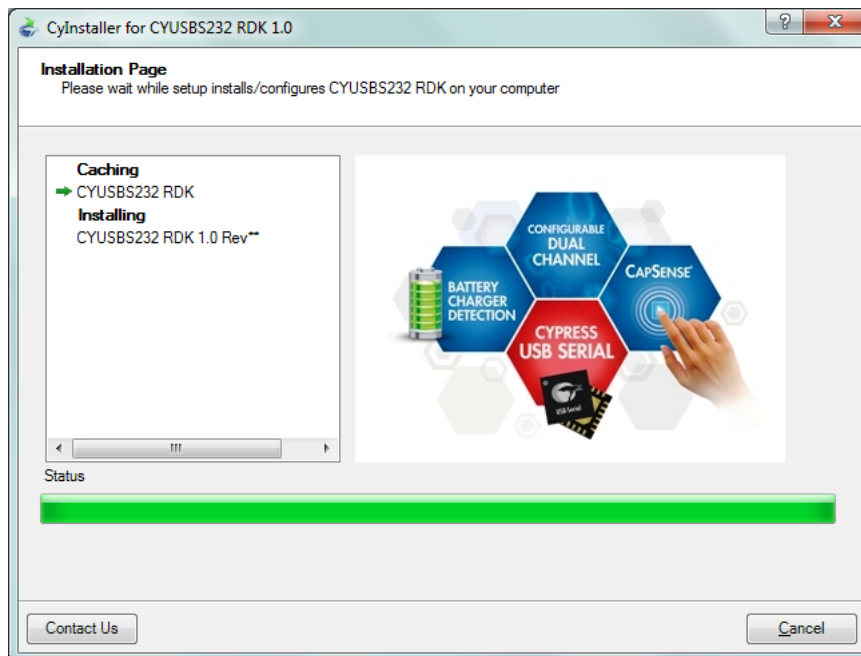 CyInstaller for CYUSBS232 RDK 1.0
Installation Page
Please wait while setup installs/configures CYUSBS232 RDK on your computer
Caching
CYUSBS232 RDK
Installing
CYUSBS232 RDK 1.0 Rev**
CONFIGURABLE
DUAL
CHANNEL
BATTERY
CHARGER
DETECTION
CAPSENSE®
CYPRESS
USB SERIAL
USB Serial
Status
Contact Us
Cancel